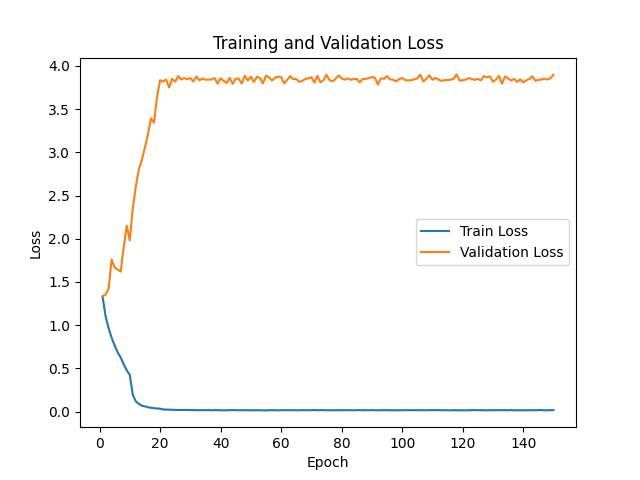 Training and Validation Loss
4.0
3.5
3.0
2.5
2.0
1.5
1.0
0.5
0.0
Loss
Train Loss
Validation Loss
0 20 40 60 80 100 120 140
Epoch